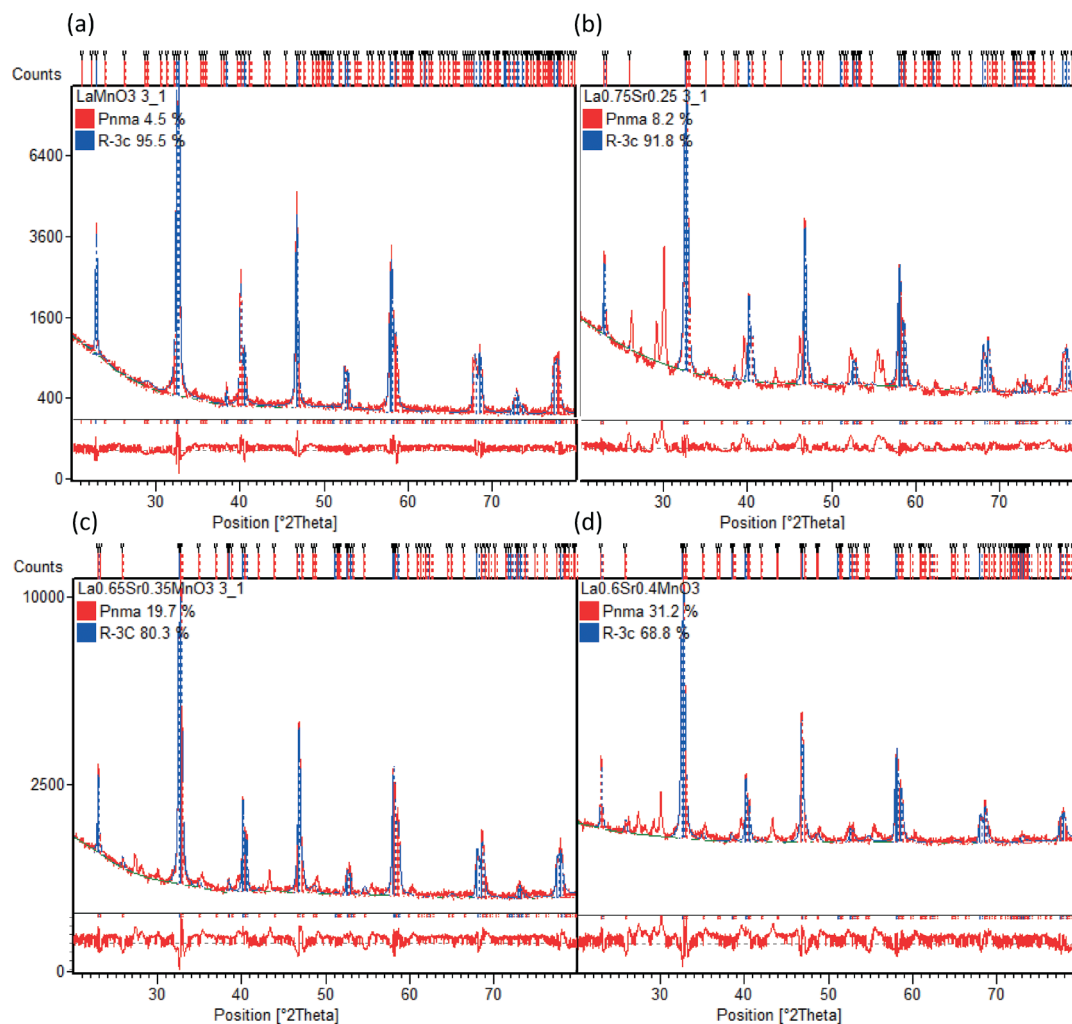 (a)
Counts
LaMnO3 3_1
Pnma 4.5 %
R-3c 95.5 %
6400
3600
1600
400
0
30 40 50 60 70
Position [°2Theta]
(b)
La0.75Sr0.25 3_1
Pnma 8.2 %
R-3c 91.8 %
30 40 50 60 70
Position [°2Theta]
(c)
Counts
La0.65Sr0.35MnO3 3_1
Pnma 19.7 %
R-3C 80.3 %
10000
2500
0
30 40 50 60 70
Position [°2Theta]
(d)
La0.6Sr0.4MnO3
Pnma 31.2 %
R-3c 68.8 %
30 40 50 60 70
Position [°2Theta]